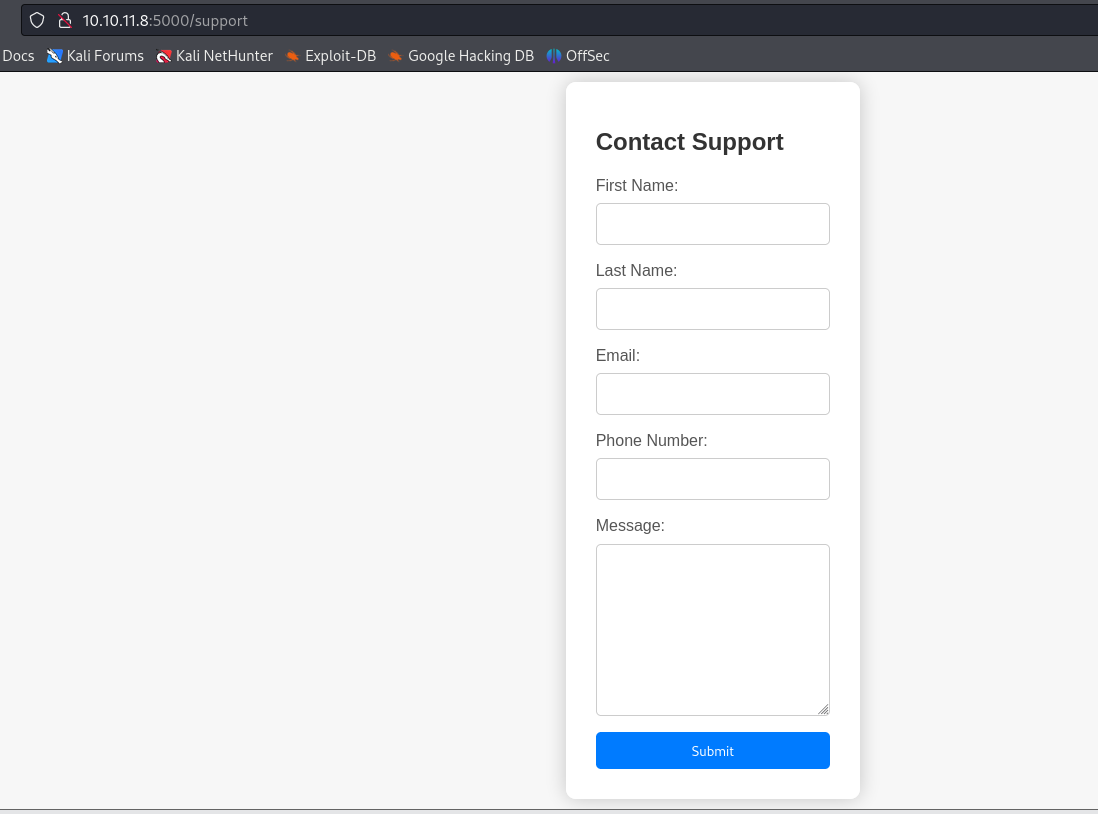 10.10.11.8:5000/support
Docs Kali Forums Kali NetHunter Exploit-DB Google Hacking DB OffSec
Contact Support
First Name:
Last Name:
Email:
Phone Number:
Message:
Submit